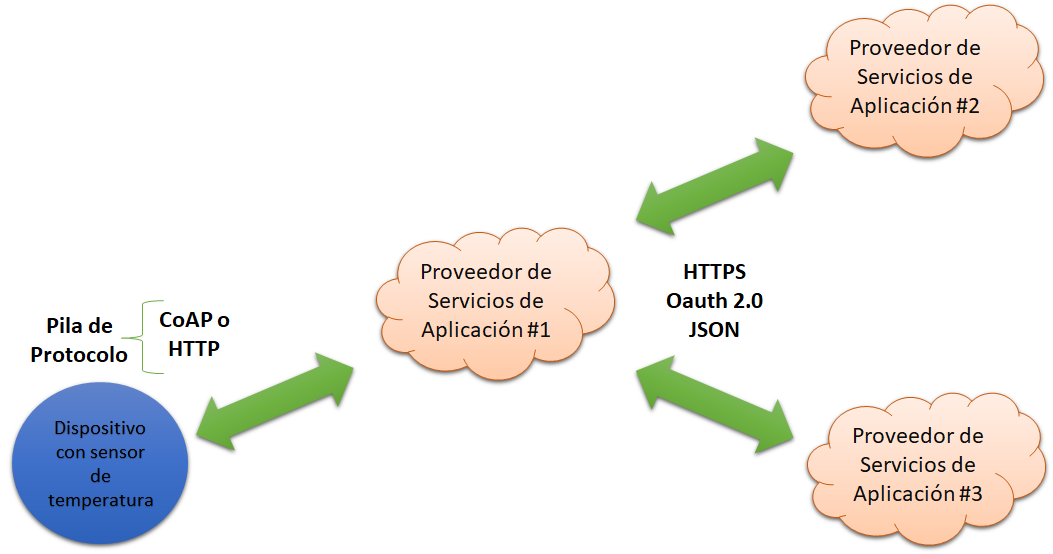 Proveedor de
Servicios de
Aplicación #2
Proveedor de
Servicios de
Aplicación #1
HTTPS
Oauth 2.0
JSON
Pila de
Protocolo
CoAP o
HTTP
Dispositivo
con sensor
de
temperatura
Proveedor de
Servicios de
Aplicación #3